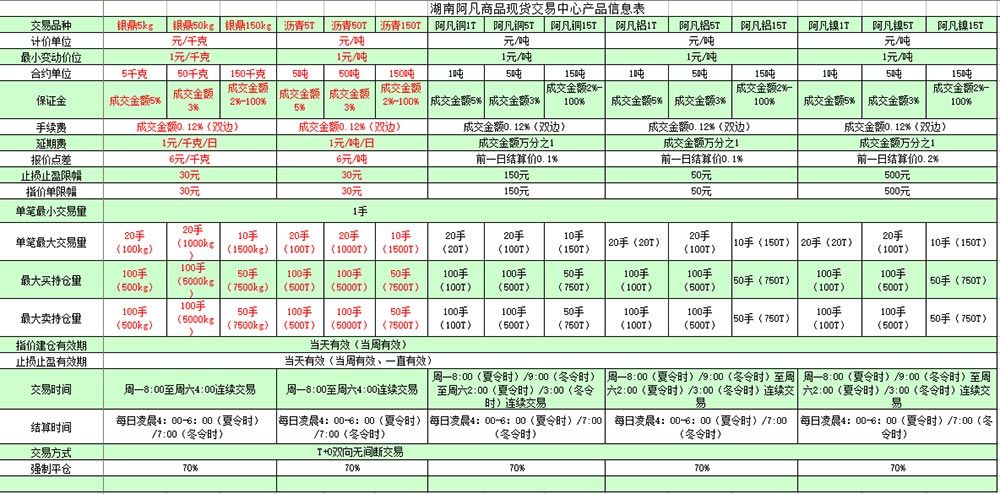 湖南阿凡商品现货交易中心产品信息表
交易品种 银鼎5kg 银鼎50kg 银鼎150kg 沥青5T 沥青50T 沥青150T 阿凡铜1T 阿凡铜5T 阿凡铜15T 阿凡铝1T 阿凡铝5T 阿凡铝15T 阿凡镍1T 阿凡镍5T 阿凡镍15T
计价单位 元/千克 元/吨 元/吨 元/吨 元/吨
最小变动价位 1元/千克 1元/吨 1元/吨 1元/吨 1元/吨
合约单位 5千克 50千克 150千克 5吨 50吨 150吨 1吨 5吨 15吨 1吨 5吨 15吨 1吨 5吨 15吨
保证金 成交金额5% 成交金额3% 成交金额2%-100% 成交金额5% 成交金额3% 成交金额2%-100% 成交金额5% 成交金额3% 成交金额2%-100% 成交金额5% 成交金额3% 成交金额2%-100% 成交金额5% 成交金额3% 成交金额2%-100%
手续费 成交金额0.12%（双边） 成交金额0.12%（双边） 成交金额0.12%（双边） 成交金额0.12%（双边） 成交金额0.12%（双边）
延期费 1元/千克/日 1元/吨/日 成交金额万分之1 成交金额万分之1 成交金额万分之1
报价点差 6元/千克 6元/吨 前一日结算价0.1% 前一日结算价0.1% 前一日结算价0.2%
止损止盈限幅 30元 30元 150元 50元 500元
指价单限幅 30元 30元 150元 50元 500元
单笔最小交易量 1手
单笔最大交易量 20手（100kg） 20手（1000kg） 10手（1500kg） 20手（100T） 20手（1000T） 10手（1500T） 20手（20T） 20手（100T） 10手（150T） 20手（20T） 20手（100T） 10手（150T） 20手（20T） 20手（100T） 10手（150T）
最大买持仓量 100手（500kg） 100手（5000kg） 50手（7500kg） 100手（500T） 100手（5000T） 50手（7500T） 100手（100T） 100手（500T） 50手（750T） 100手（100T） 100手（500T） 50手（750T） 100手（100T） 100手（500T） 50手（750T）
最大卖持仓量 100手（500kg） 100手（5000kg） 50手（7500kg） 100手（500T） 100手（5000T） 50手（7500T） 100手（100T） 100手（500T） 50手（750T） 100手（100T） 100手（500T） 50手（750T） 100手（100T） 100手（500T） 50手（750T）
指价建仓有效期 当天有效（当周有效）
止损止盈有效期 当天有效（当周有效、一直有效）
交易时间 周一8:00至周六4:00连续交易 周一8:00至周六4:00连续交易 周一8:00（夏令时）/9:00（冬令时）至周六2:00（夏令时）/3:00（冬令时）连续交易 周一8:00（夏令时）/9:00（冬令时）至周六2:00（夏令时）/3:00（冬令时）连续交易 周一8:00（夏令时）/9:00（冬令时）至周六2:00（夏令时）/3:00（冬令时）连续交易
结算时间 每日凌晨4：00-6：00（夏令时）/7:00（冬令时） 每日凌晨4：00-6：00（夏令时）/7:00（冬令时） 每日凌晨4：00-6：00（夏令时）/7:00（冬令时） 每日凌晨4：00-6：00（夏令时）/7:00（冬令时） 每日凌晨4：00-6：00（夏令时）/7:00（冬令时）
交易方式 T+0双向无间断交易
强制平仓 70% 70% 70% 70% 70%